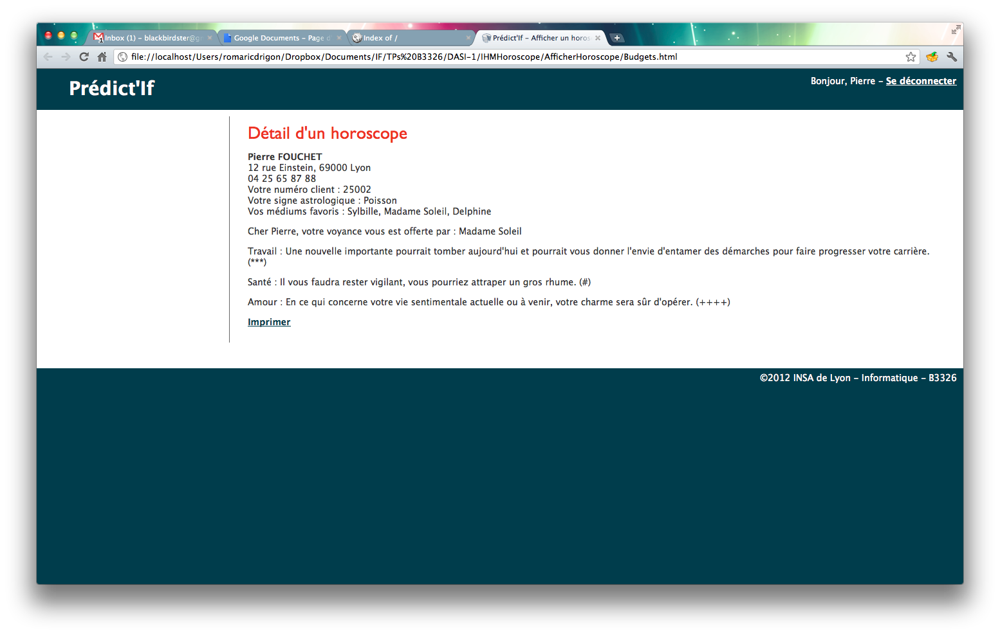 Inbox (1) – blackbirdster@g
Google Documents – Page d
Index of /
Prédict'If – Afficher un horos
file://localhost/Users/romaricdrigon/Dropbox/Documents/IF/TPs%20B3326/DASI-1/IHMHoroscope/AfficherHoroscope/Budgets.html
Prédict'If
Bonjour, Pierre – Se déconnecter
Détail d'un horoscope
Pierre FOUCHET
12 rue Einstein, 69000 Lyon
04 25 65 87 88
Votre numéro client : 25002
Votre signe astrologique : Poisson
Vos médiums favoris : Sylbille, Madame Soleil, Delphine
Cher Pierre, votre voyance vous est offerte par : Madame Soleil
Travail : Une nouvelle importante pourrait tomber aujourd'hui et pourrait vous donner l'envie d'entamer des démarches pour faire progresser votre carrière.
(***)
Santé : Il vous faudra rester vigilant, vous pourriez attraper un gros rhume. (#)
Amour : En ce qui concerne votre vie sentimentale actuelle ou à venir, votre charme sera sûr d'opérer. (++++)
Imprimer
©2012 INSA de Lyon – Informatique – B3326